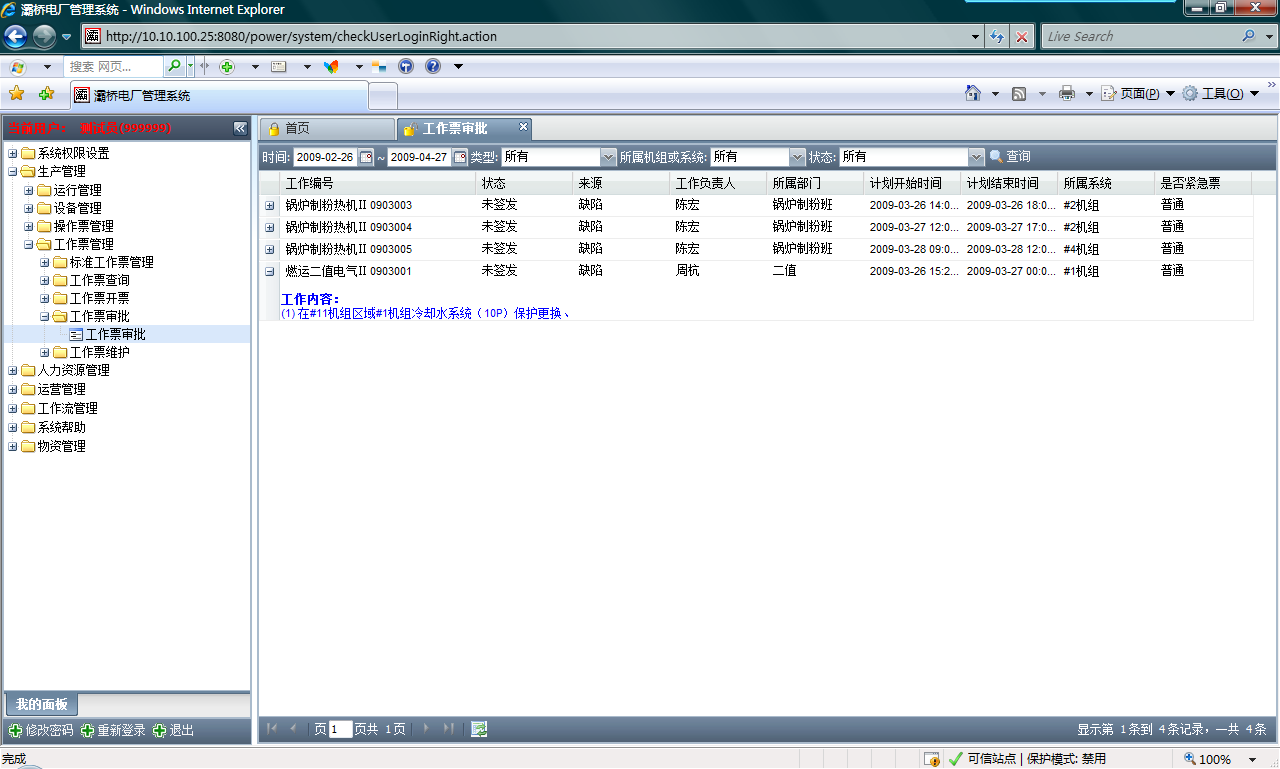 灞桥电厂管理系统 - Windows Internet Explorer
http://10.10.100.25:8080/power/system/checkUserLoginRight.action
Live Search
搜索 网页...
灞桥电厂管理系统
页面(P)
工具(O)
当前用户: 测试员(999999)
首页
工作票审批
时间: 2009-02-26 ~ 2009-04-27 类型: 所有 所属机组或系统: 所有 状态: 所有 查询
系统权限设置
生产管理
运行管理
设备管理
操作票管理
工作票管理
标准工作票管理
工作票查询
工作票开票
工作票审批
工作票审批
工作票维护
人力资源管理
运营管理
工作流管理
系统帮助
物资管理
工作编号 状态 来源 工作负责人 所属部门 计划开始时间 计划结束时间 所属系统 是否紧急票
锅炉制粉热机II 0903003 未签发 缺陷 陈宏 锅炉制粉班 2009-03-26 14:0... 2009-03-26 18:0... #2机组 普通
锅炉制粉热机II 0903004 未签发 缺陷 陈宏 锅炉制粉班 2009-03-27 12:0... 2009-03-27 17:0... #2机组 普通
锅炉制粉热机II 0903005 未签发 缺陷 陈宏 锅炉制粉班 2009-03-28 09:0... 2009-03-28 12:0... #4机组 普通
燃运二值电气II 0903001 未签发 缺陷 周杭 二值 2009-03-26 15:2... 2009-03-27 00:0... #1机组 普通
工作内容:
(1)在#11机组区域#1机组冷却水系统（10P）保护更换、
我的面板
修改密码 重新登录 退出
页 1 页共 1页
显示第 1条到 4条记录，一共 4条
完成
可信站点 | 保护模式: 禁用
100%